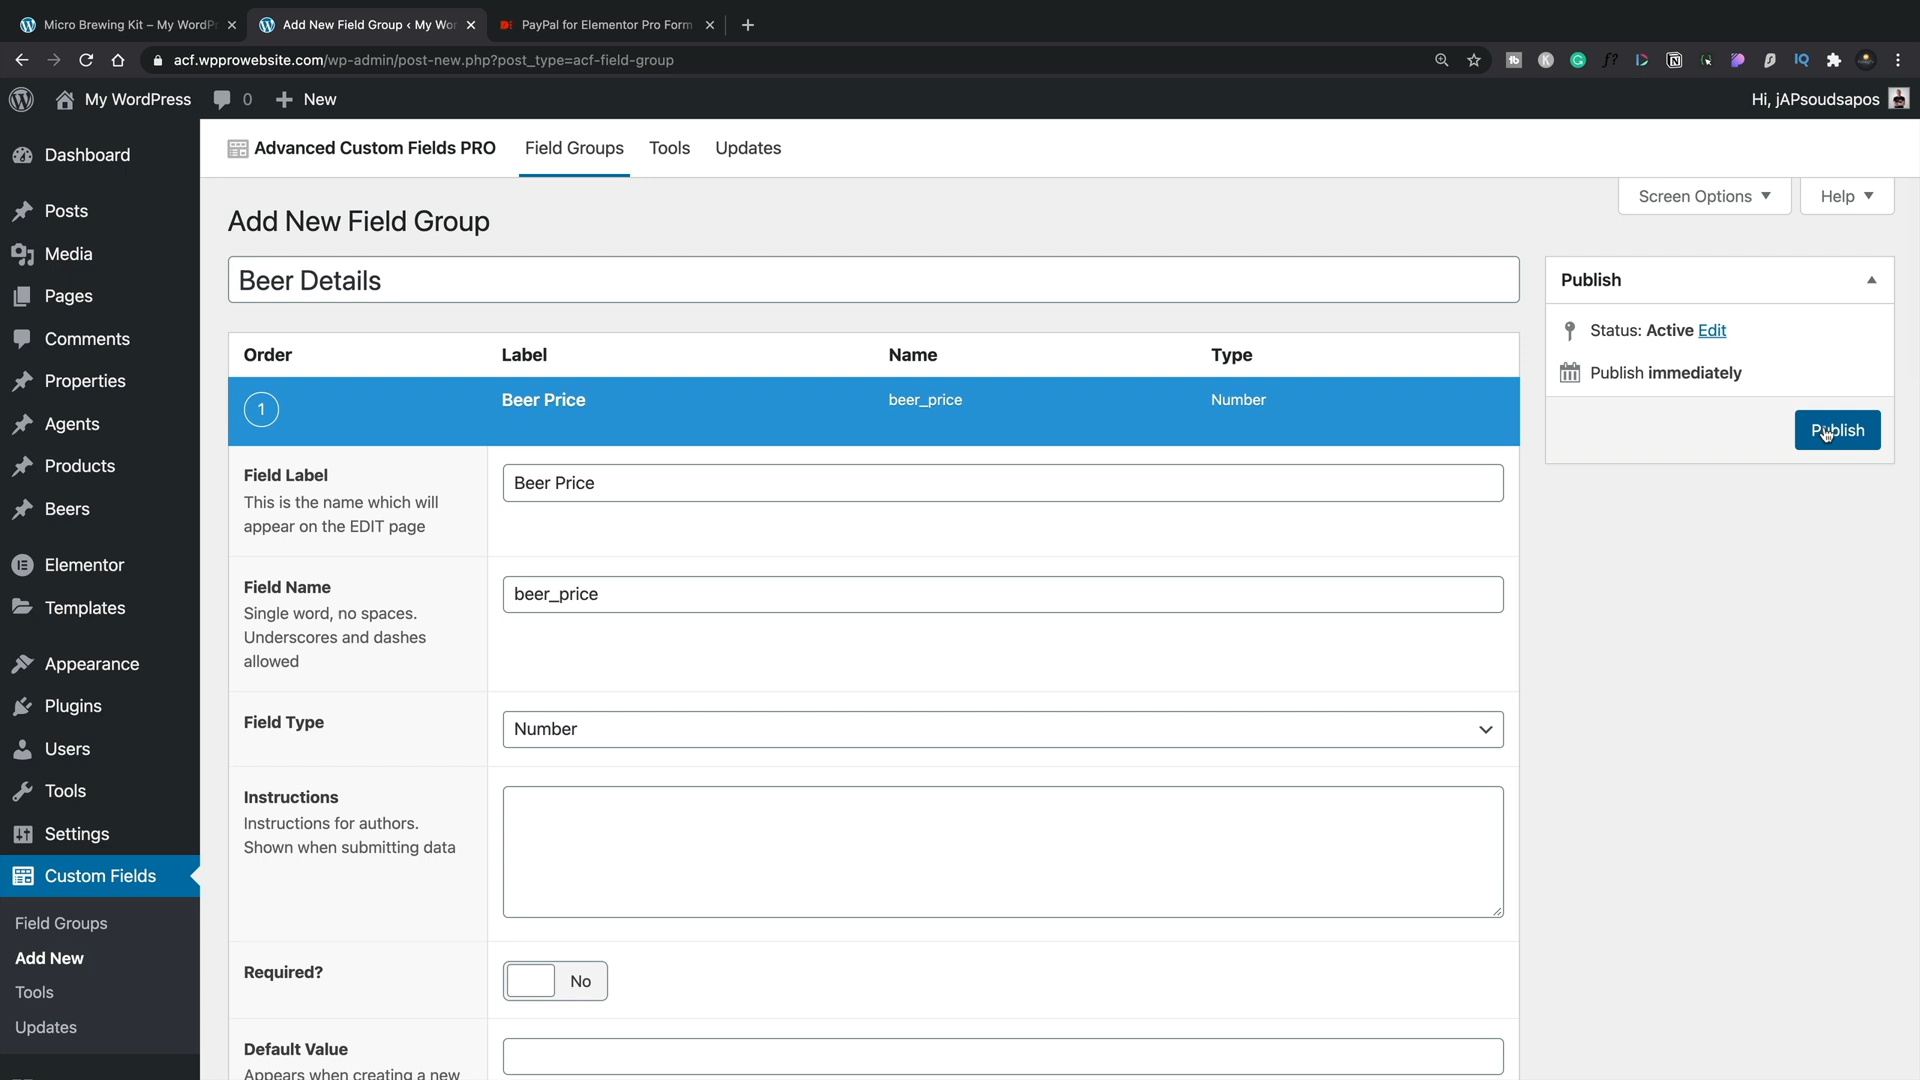 Micro Brewing Kit – My WordPr
Add New Field Group ‹ My Wor
PayPal for Elementor Pro Form
acf.wpprowebsite.com/wp-admin/post-new.php?post_type=acf-field-group
My WordPress
0
New
Hi, jAPsoudsapos
Dashboard
Posts
Media
Pages
Comments
Properties
Agents
Products
Beers
Elementor
Templates
Appearance
Plugins
Users
Tools
Settings
Custom Fields
Field Groups
Add New
Tools
Updates
Advanced Custom Fields PRO
Field Groups
Tools
Updates
Screen Options
Help
Add New Field Group
Beer Details
Order Label Name Type
1 Beer Price beer_price Number
Field Label
This is the name which will
appear on the EDIT page
Beer Price
Field Name
Single word, no spaces.
Underscores and dashes
allowed
beer_price
Field Type
Number
Instructions
Instructions for authors.
Shown when submitting data
Required?
No
Default Value
Appears when creating a new
Publish
Status: Active Edit
Publish immediately
Publish